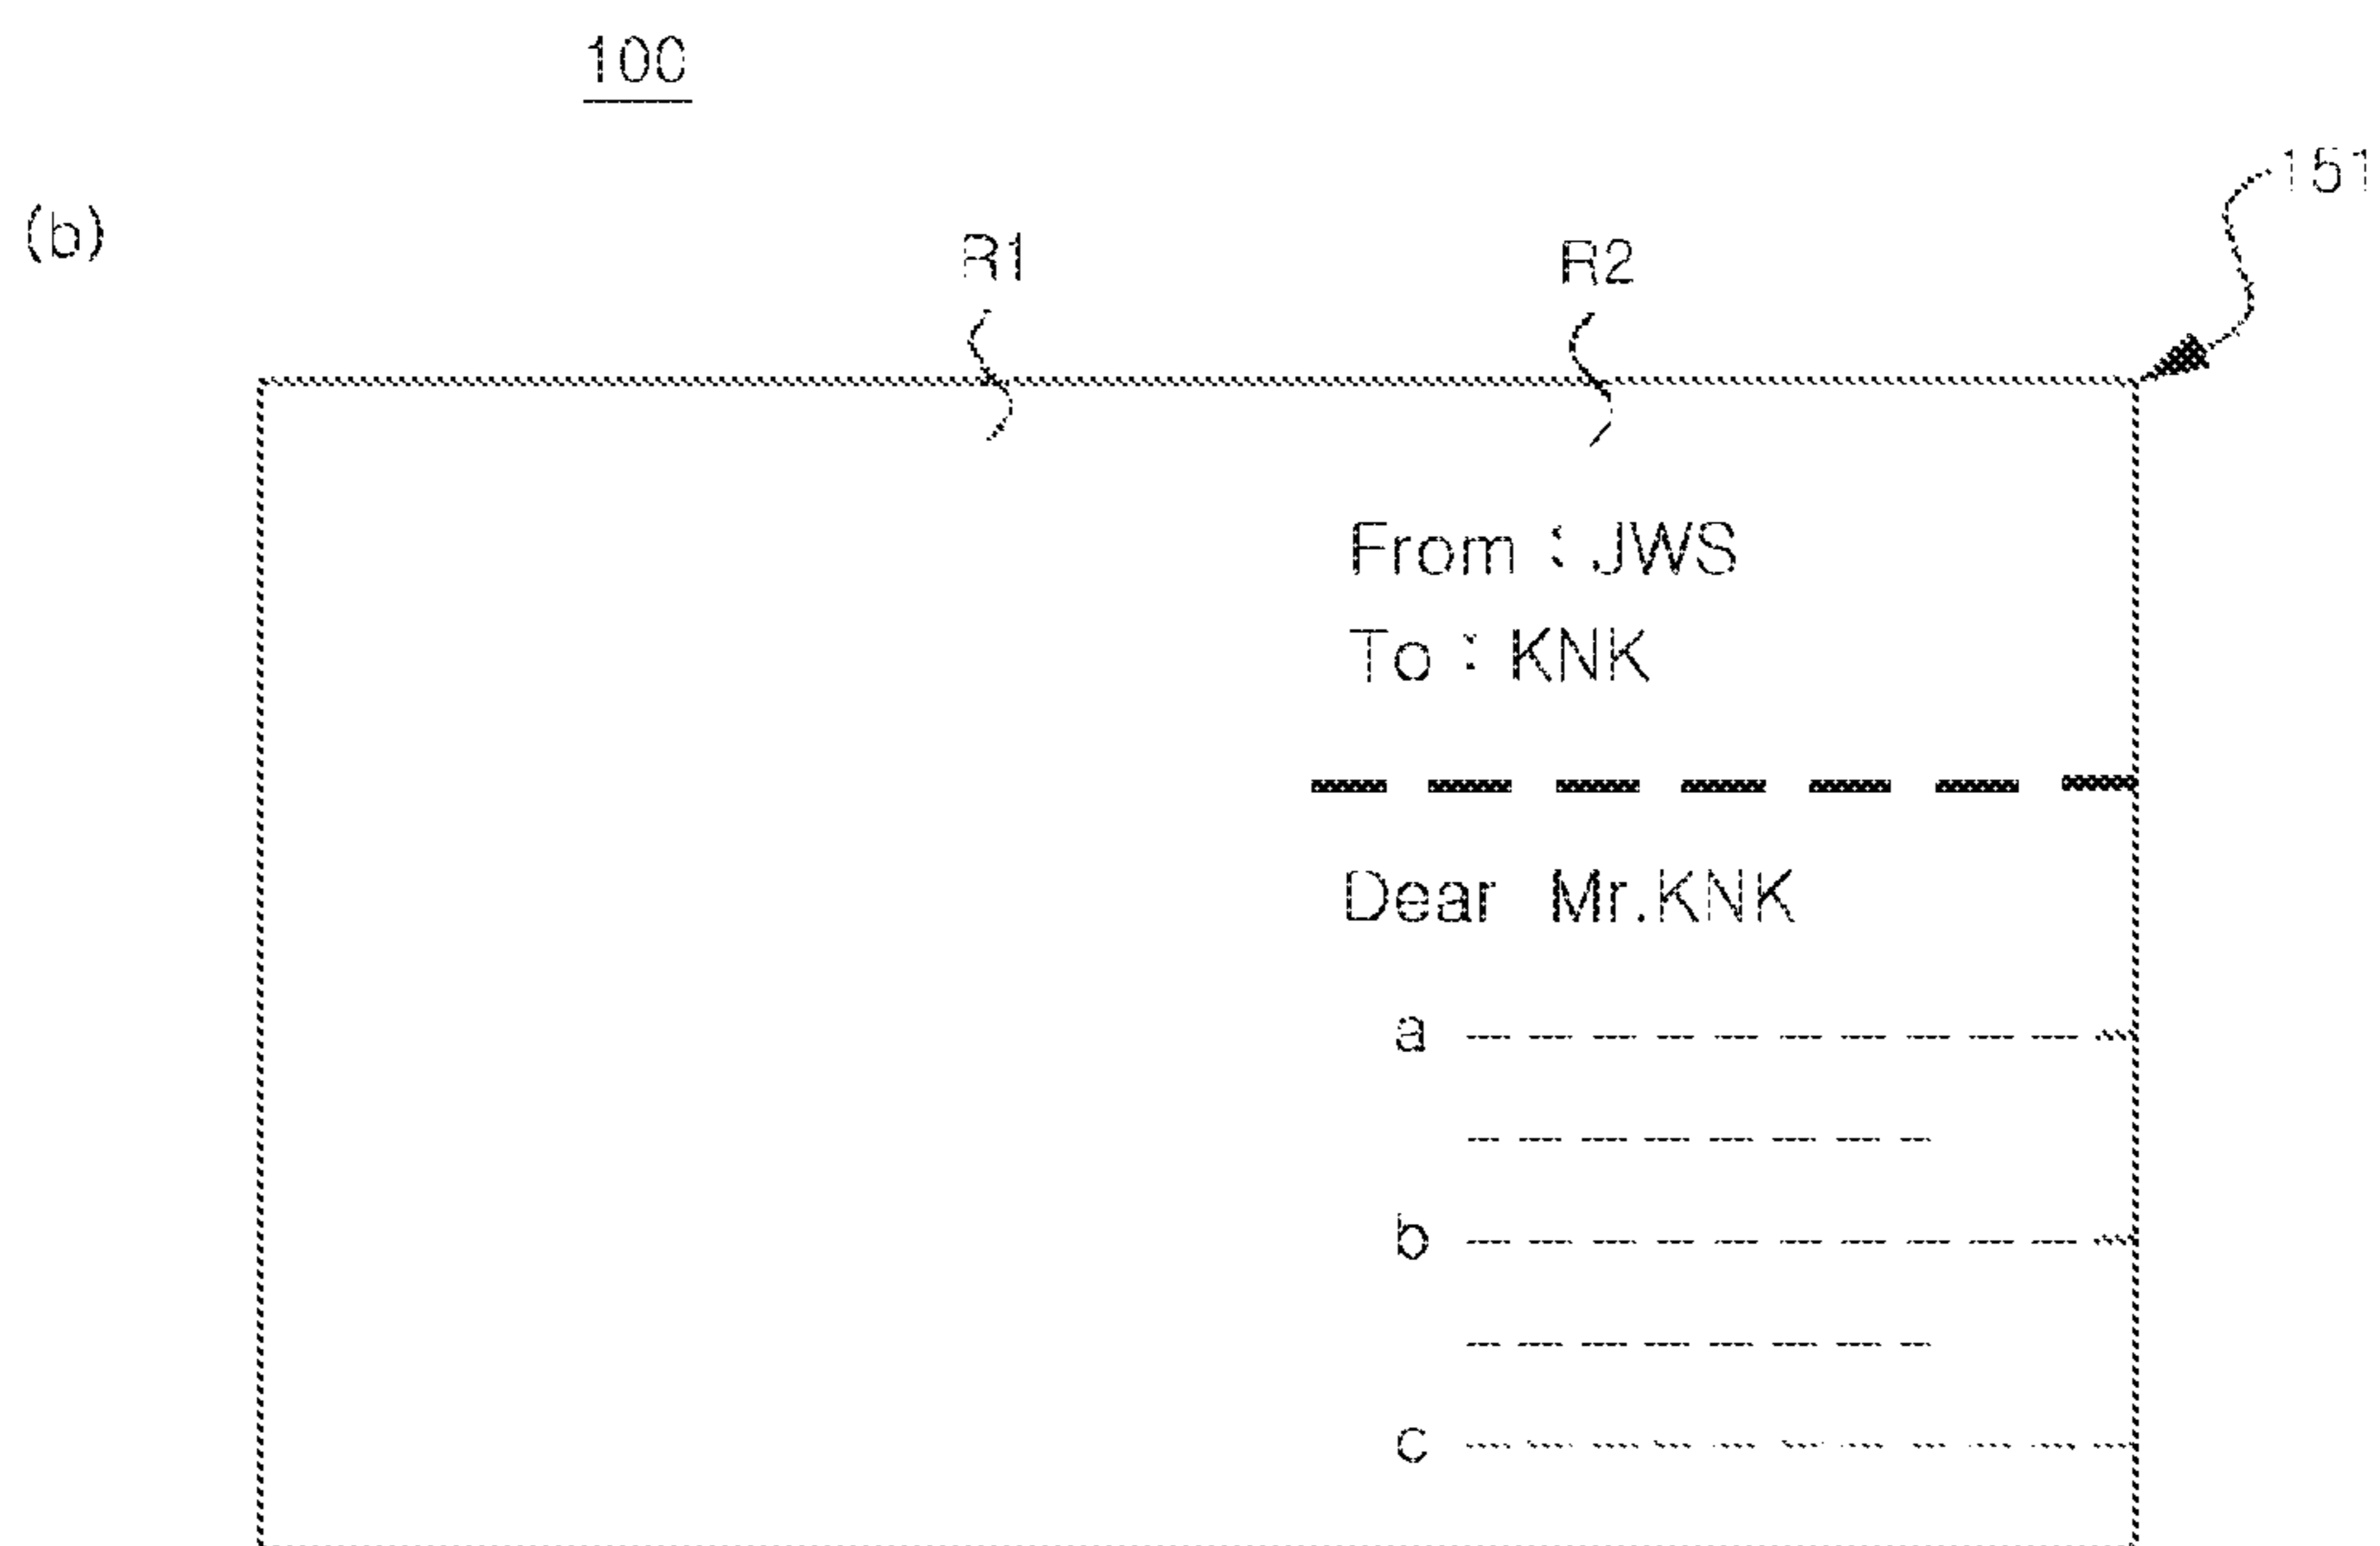 100
151
(b)
R1
R2
From : JWS
To : KNK
Dear Mr.KNK
a
b
c